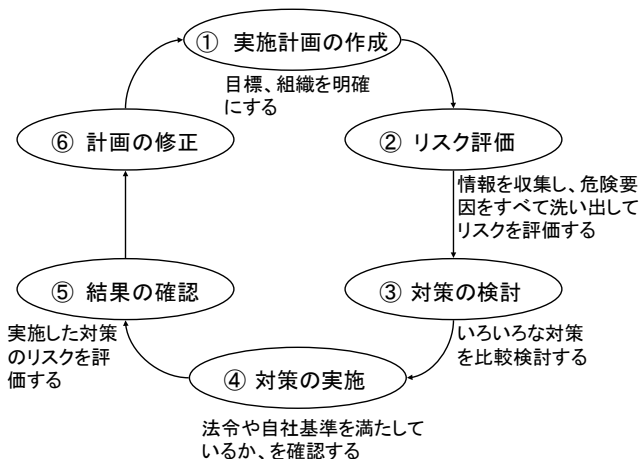 ① 実施計画の作成
目標、組織を明確
にする
② リスク評価
情報を収集し、危険要
因をすべて洗い出して
リスクを評価する
③ 対策の検討
いろいろな対策
を比較検討する
④ 対策の実施
法令や自社基準を満たして
いるか、を確認する
⑤ 結果の確認
実施した対策
のリスクを評
価する
⑥ 計画の修正